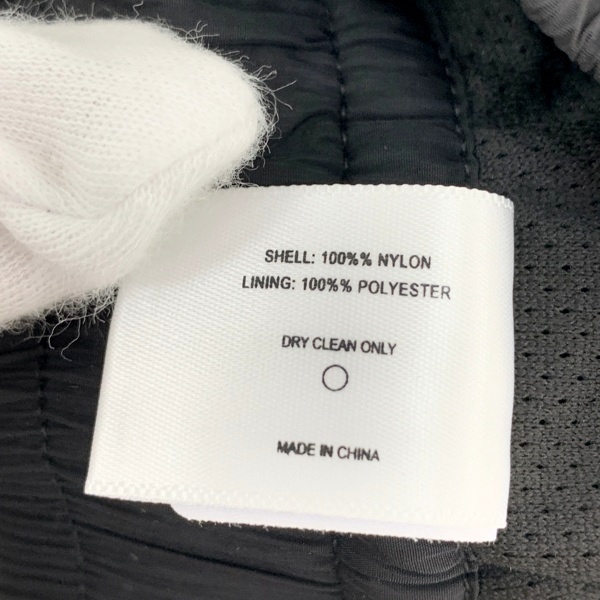 SHELL: 100%% NYLON
LINING: 100%% POLYESTER
DRY CLEAN ONLY
MADE IN CHINA